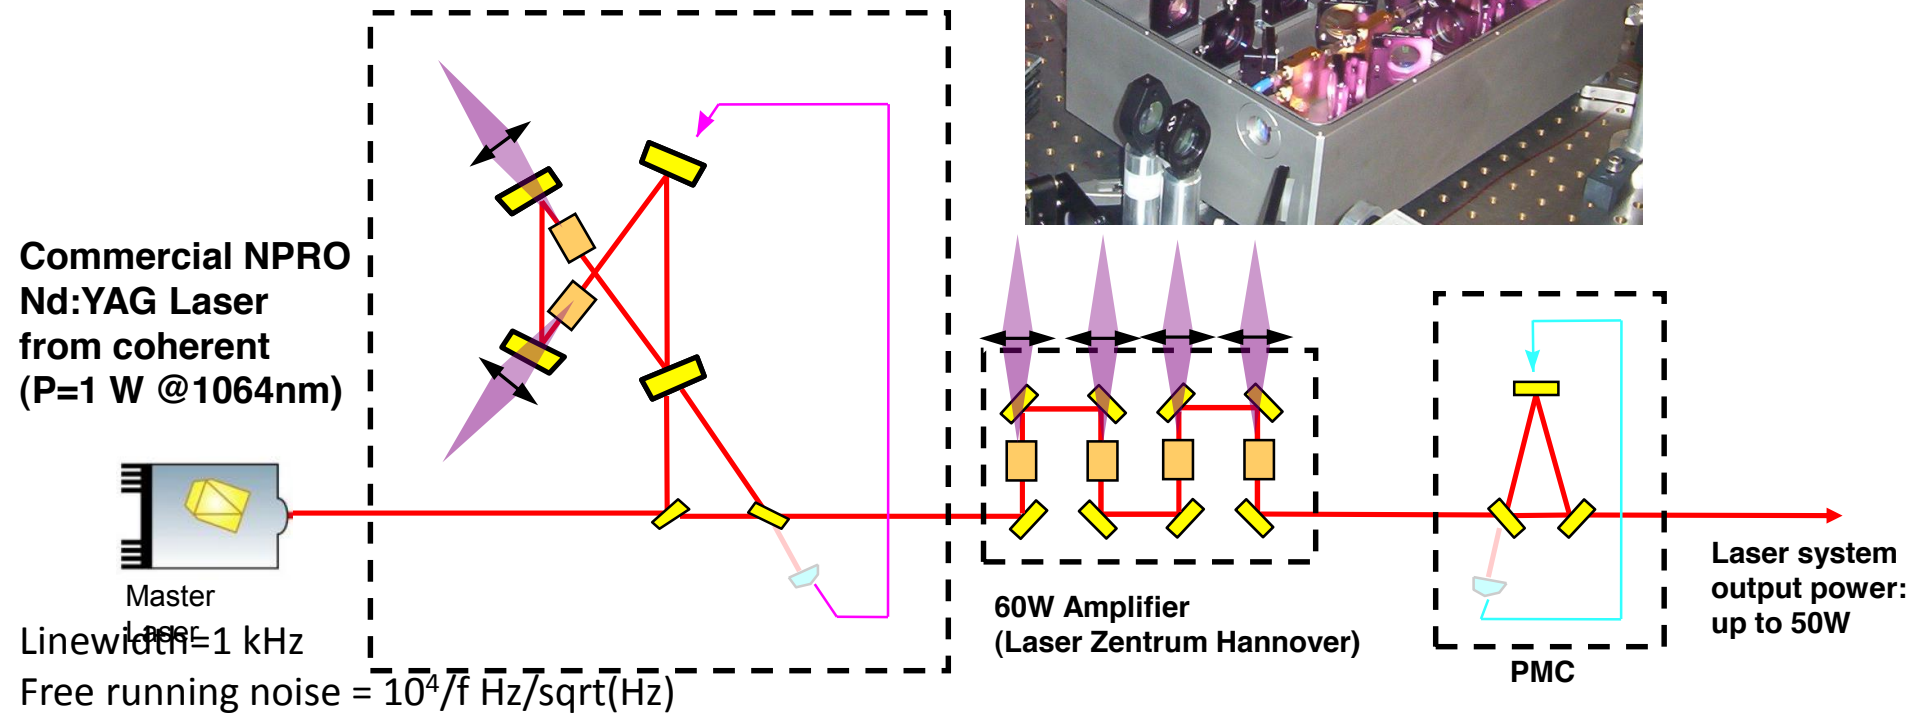 Commercial NPRO
Nd:YAG Laser
from coherent
(P=1 W @1064nm)
Master
Laser
Linewidth=1 kHz
Free running noise = 10⁴/f Hz/sqrt(Hz)
60W Amplifier
(Laser Zentrum Hannover)
PMC
Laser system
output power:
up to 50W